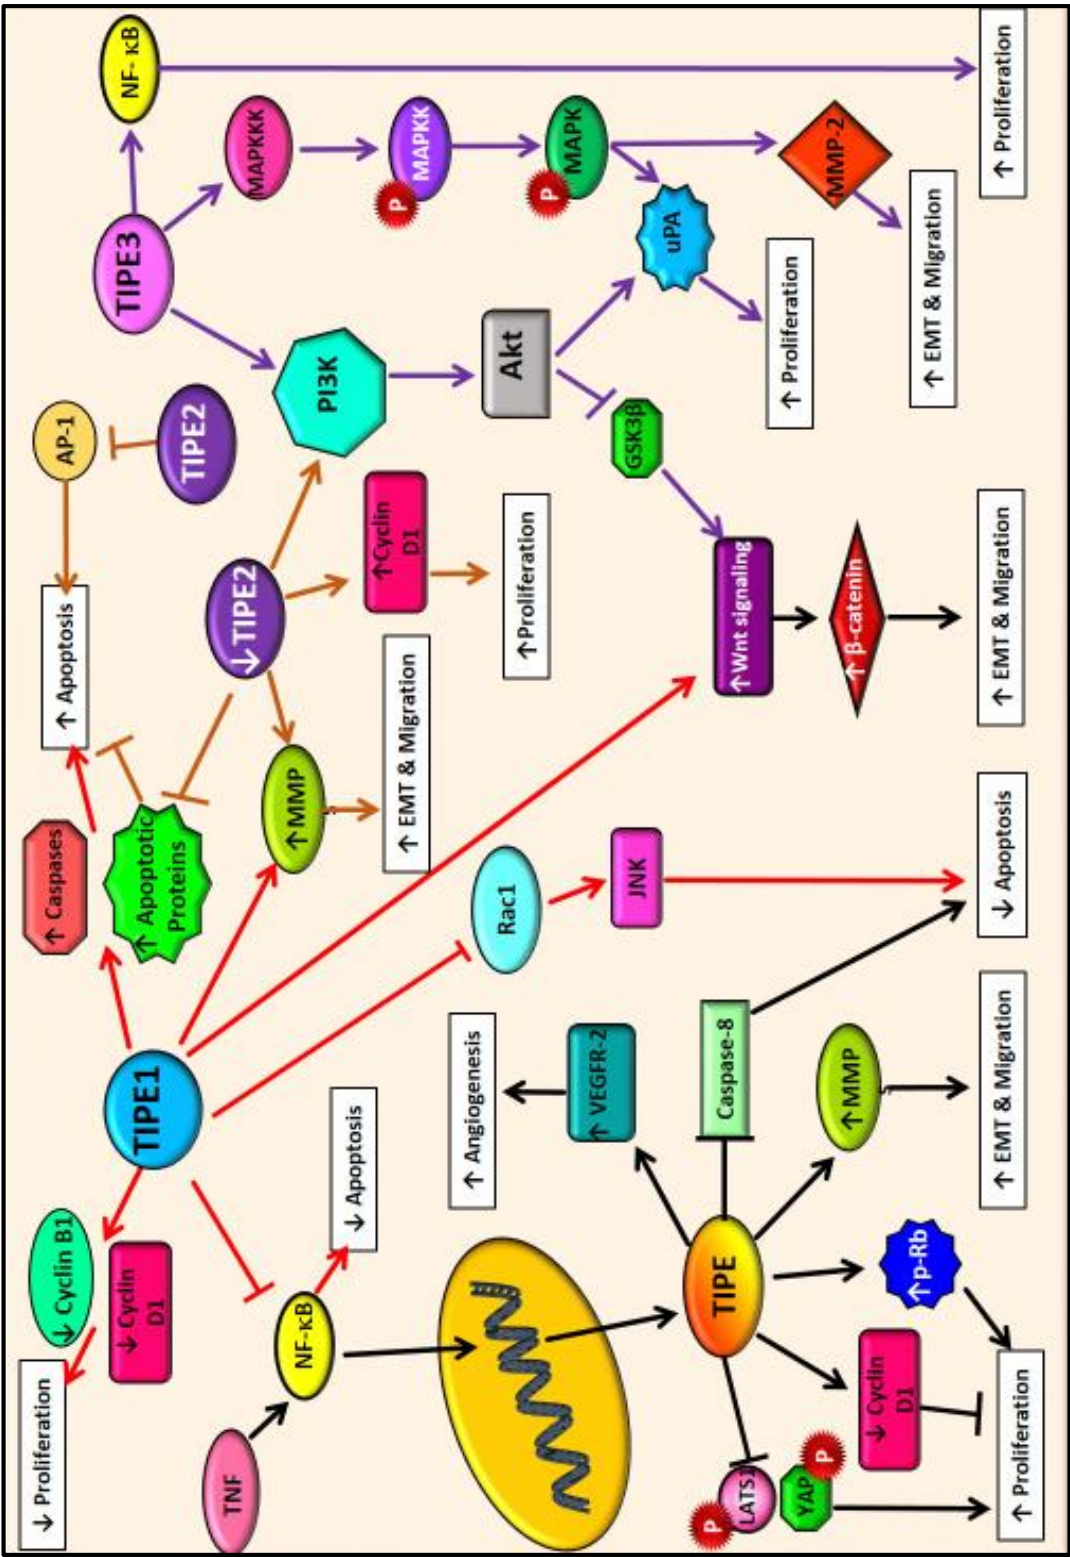 ↓ Proliferation
↓ Cyclin B1
↓ Cyclin
D1
TIPE1
↑ Caspases
↑ Apoptotic
Proteins
↑ Apoptosis
AP-1
TIPE2
TIPE3
NF- κB
TNF
NF-κB
↓ Apoptosis
↑MMP
↓TIPE2
PI3K
MAPKKK
↑ EMT & Migration
↑Cyclin
D1
MAPKK
P
↑ Angiogenesis
Rac1
↑Proliferation
Akt
MAPK
P
↑ VEGFR-2
JNK
GSK3β
uPA
TIPE
Caspase-8
↑Wnt signaling
↑ Proliferation
P
LATS1
YAP
P
↑MMP
↑ β-catenin
MMP-2
↓ Cyclin
D1
↑p-Rb
↑ EMT & Migration
↑ Proliferation
↑ EMT & Migration
↓ Apoptosis
↑ EMT & Migration
↑ Proliferation